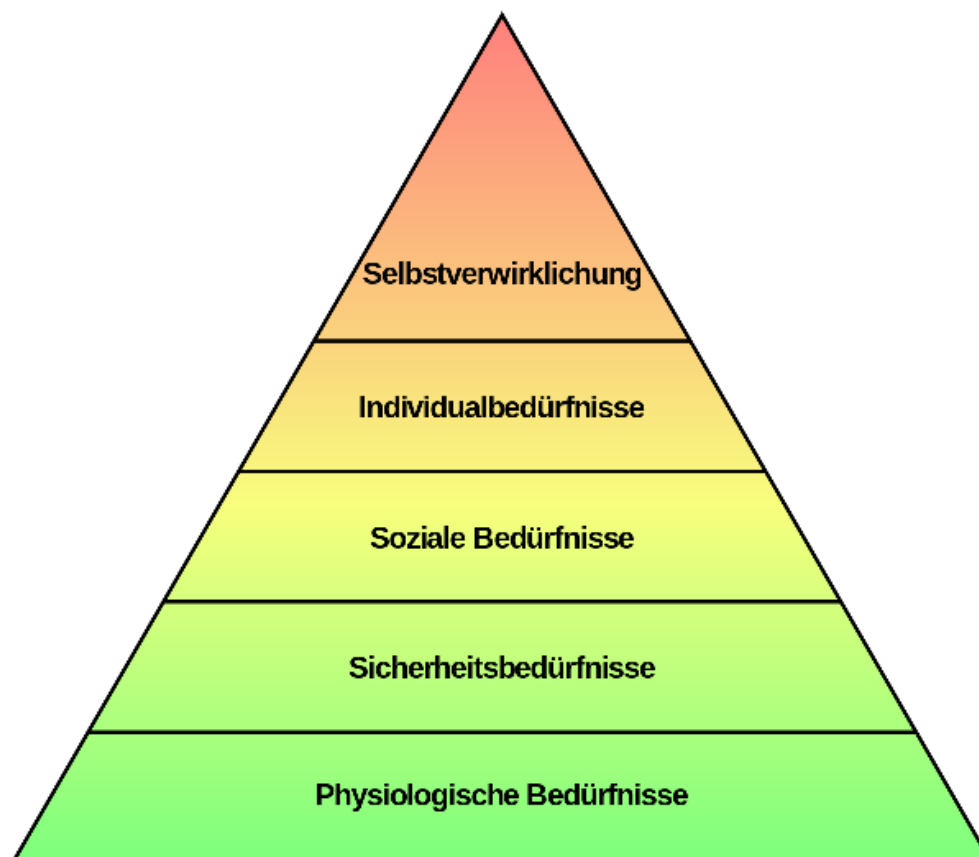 Selbstverwirklichung
Individualbedürfnisse
Soziale Bedürfnisse
Sicherheitsbedürfnisse
Physiologische Bedürfnisse